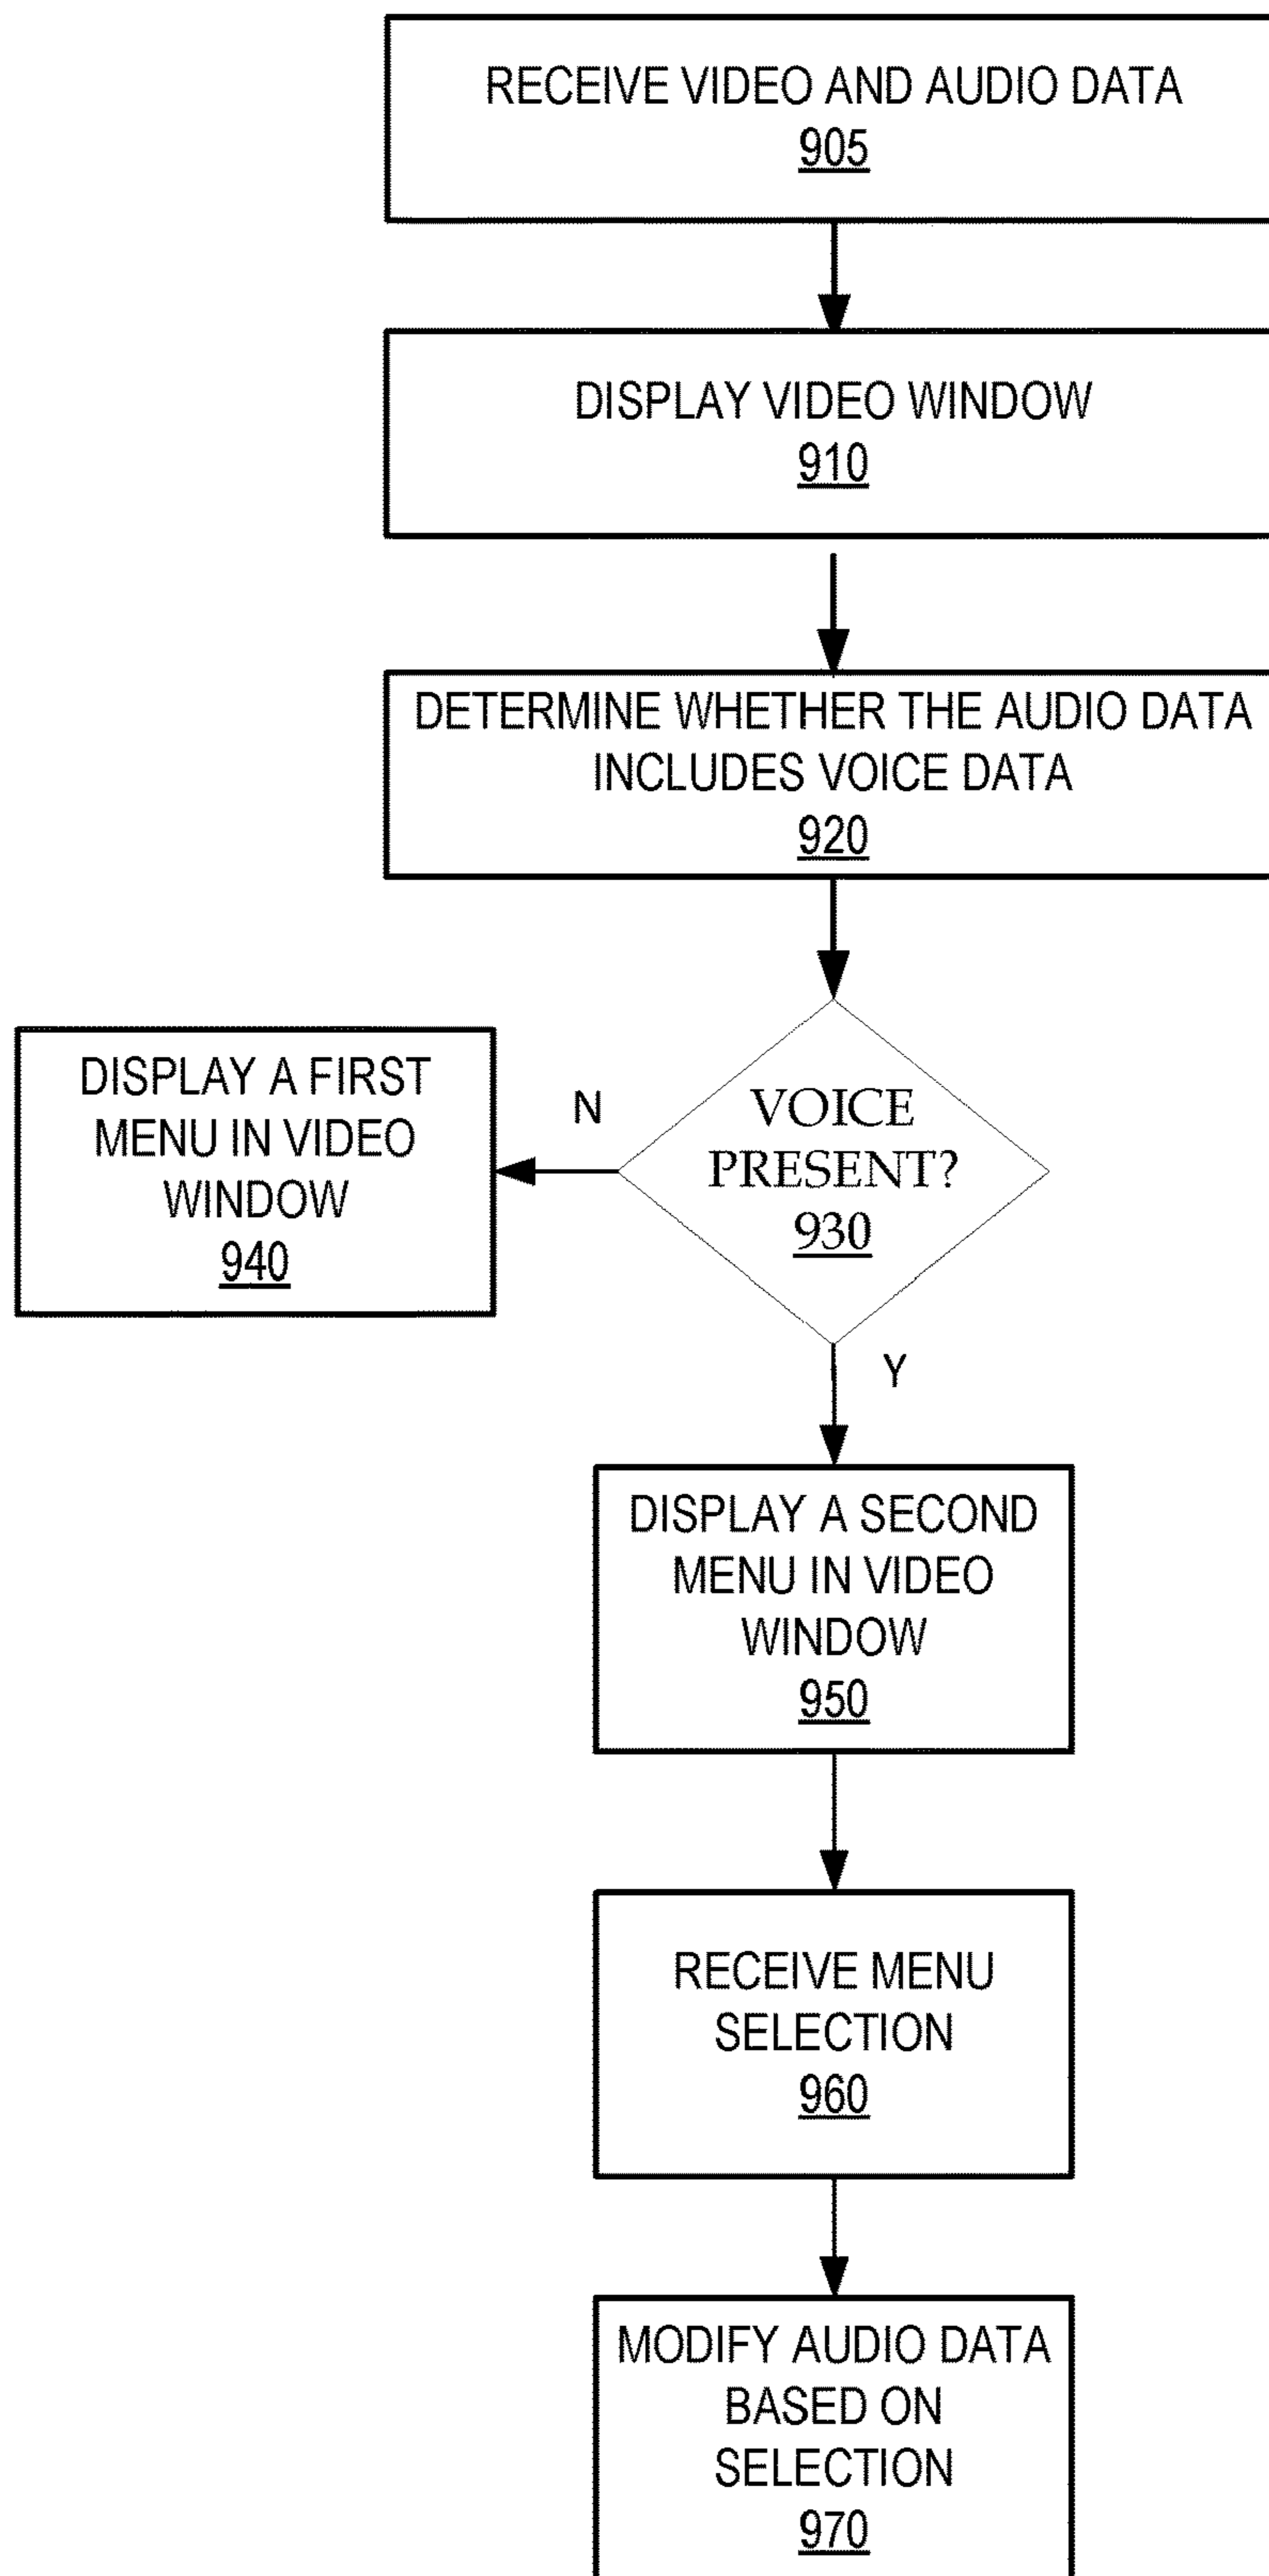 RECEIVE VIDEO AND AUDIO DATA
905
DISPLAY VIDEO WINDOW
910
DETERMINE WHETHER THE AUDIO DATA
INCLUDES VOICE DATA
920
VOICE
PRESENT?
930
N
DISPLAY A FIRST
MENU IN VIDEO
WINDOW
940
Y
DISPLAY A SECOND
MENU IN VIDEO
WINDOW
950
RECEIVE MENU
SELECTION
960
MODIFY AUDIO DATA
BASED ON
SELECTION
970